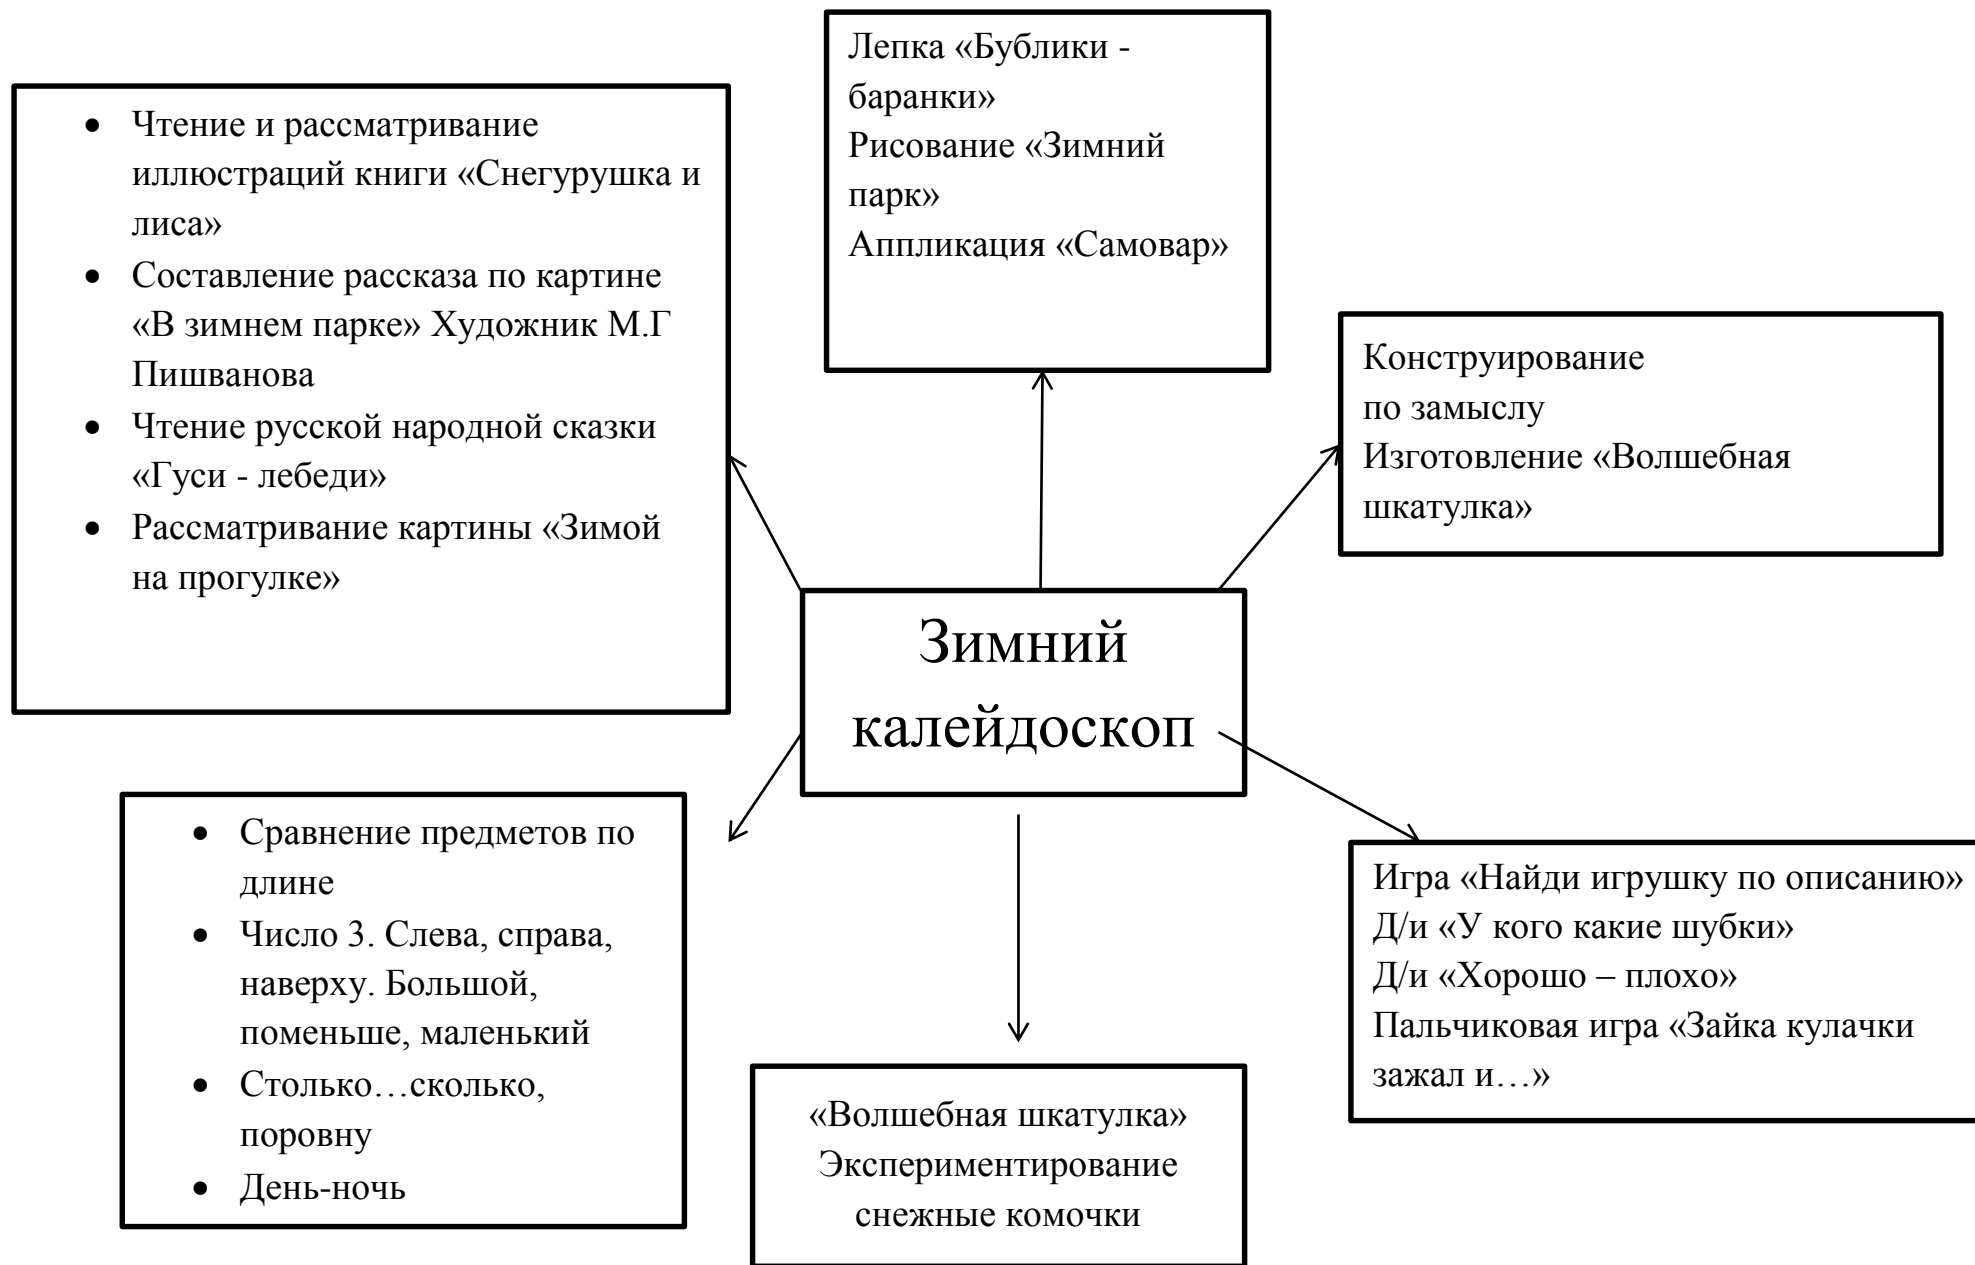 Лепка «Бублики -
баранки»
Рисование «Зимний
парк»
Аппликация «Самовар»
• Чтение и рассматривание
иллюстраций книги «Снегурушка и
лиса»
• Составление рассказа по картине
«В зимнем парке» Художник М.Г
Пишванова
• Чтение русской народной сказки
«Гуси - лебеди»
• Рассматривание картины «Зимой
на прогулке»
Конструирование
по замыслу
Изготовление «Волшебная
шкатулка»
Зимний
калейдоскоп
• Сравнение предметов по
длине
• Число 3. Слева, справа,
наверху. Большой,
поменьше, маленький
• Столько…сколько,
поровну
• День-ночь
«Волшебная шкатулка»
Экспериментирование
снежные комочки
Игра «Найди игрушку по описанию»
Д/и «У кого какие шубки»
Д/и «Хорошо – плохо»
Пальчиковая игра «Зайка кулачки
зажал и…»